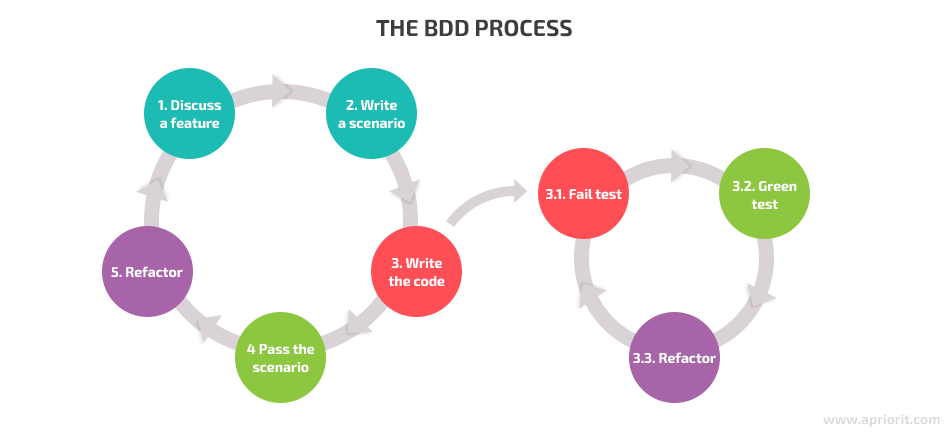 THE BDD PROCESS
1. Discuss
a feature
2. Write
a scenario
3. Write
the code
4 Pass the
scenario
5. Refactor
3.1. Fail test
3.2. Green
test
3.3. Refactor
www.apriorit.com